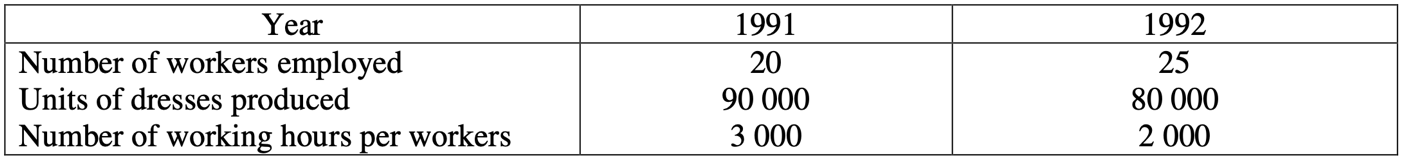 Year 1991 1992
Number of workers employed 20 25
Units of dresses produced 90 000 80 000
Number of working hours per workers 3 000 2 000